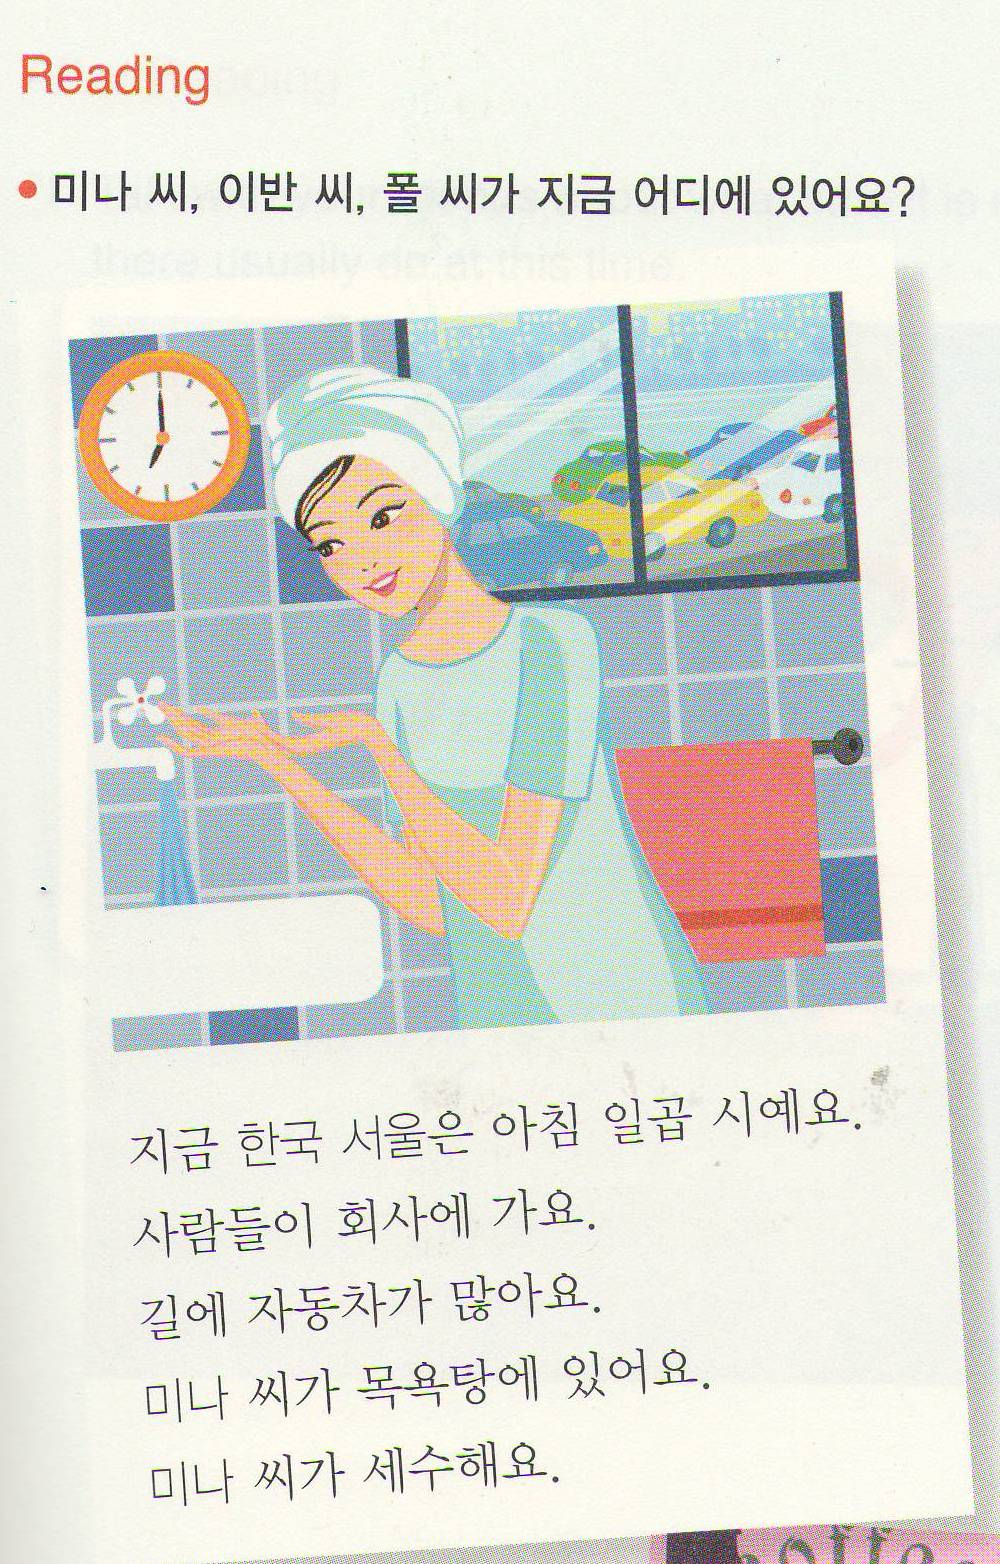 Reading
• 미나 씨, 이반 씨, 폴 씨가 지금 어디에 있어요?
지금 한국 서울은 아침 일곱 시예요.
사람들이 회사에 가요.
길에 자동차가 많아요.
미나 씨가 목욕탕에 있어요.
미나 씨가 세수해요.